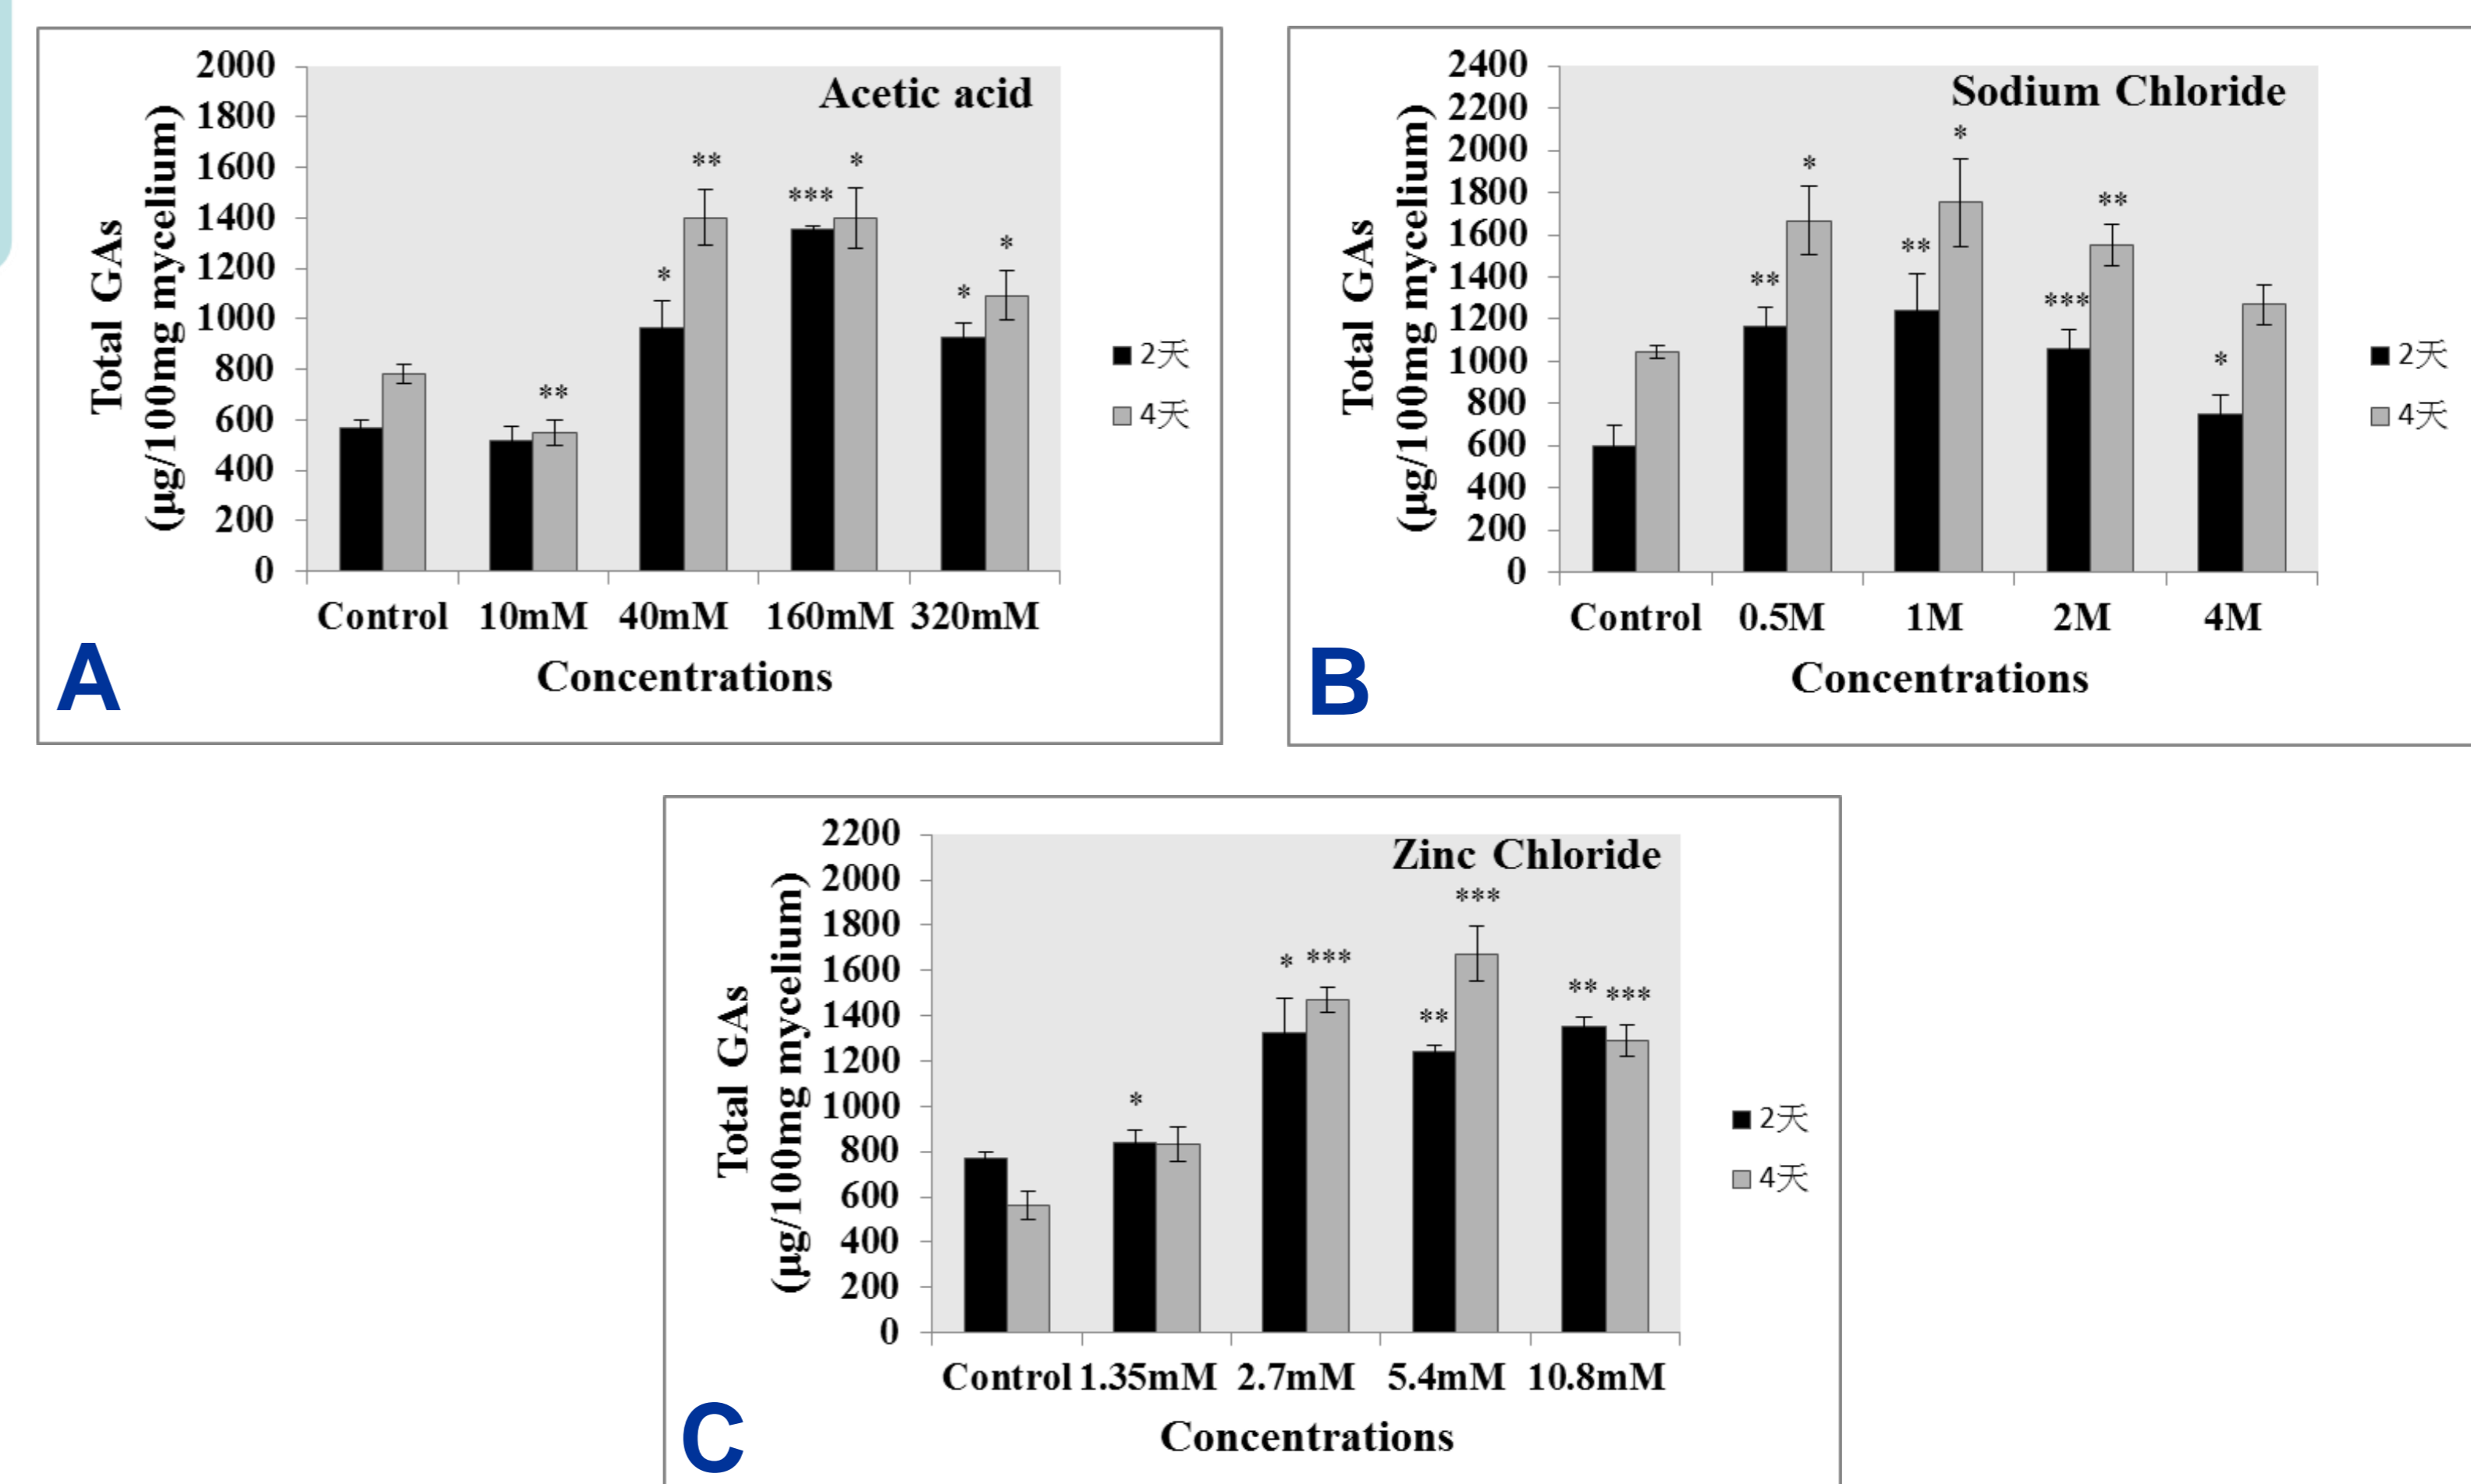 Acetic acid
Total GAs
(μg/100mg mycelium)
2000
1800
1600
1400
1200
1000
800
600
400
200
0
**
*
***
*
**
*
*
Control 10mM 40mM 160mM 320mM
Concentrations
2天
4天
A
Sodium Chloride
Total GAs
(μg/100mg mycelium)
2400
2200
2000
1800
1600
1400
1200
1000
800
600
400
200
0
**
*
**
*
***
**
*
Control 0.5M 1M 2M 4M
Concentrations
2天
4天
B
Zinc Chloride
Total GAs
(μg/100mg mycelium)
2200
2000
1800
1600
1400
1200
1000
800
600
400
200
0
*
* ***
**
***
** ***
Control 1.35mM 2.7mM 5.4mM 10.8mM
Concentrations
2天
4天
C